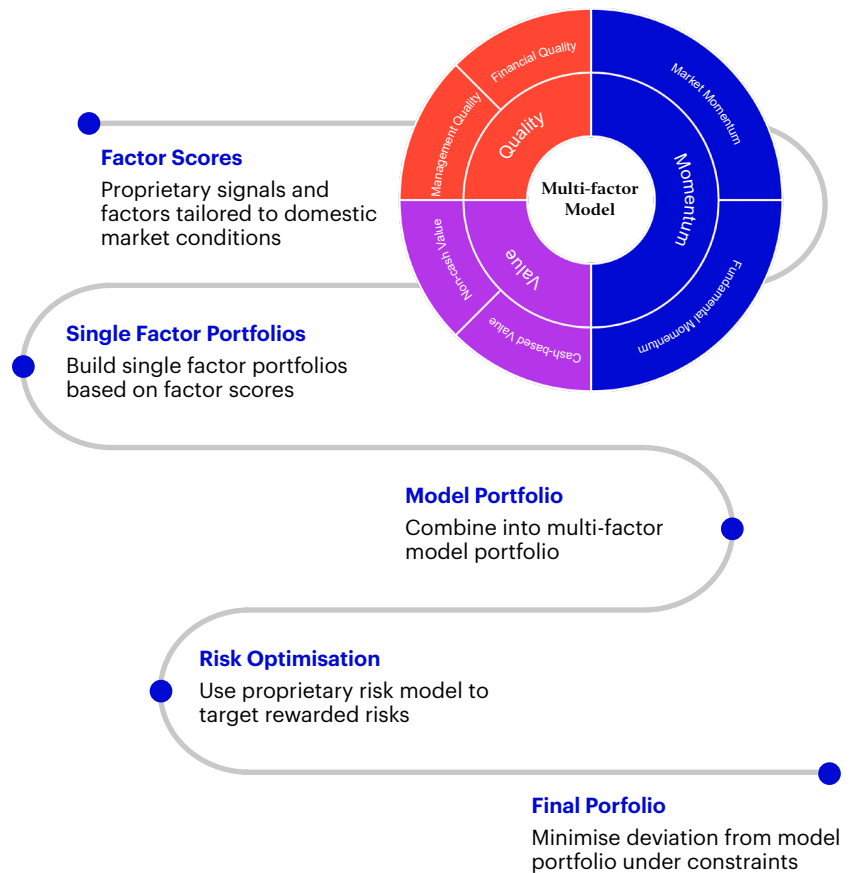 Financial Quality
Market Momentum
Management Quality
Quality
Momentum
Multi-factor
Model
Factor Scores
Proprietary signals and
factors tailored to domestic
market conditions
Non-cash Value
Value
Cash-based Value
Fundamental Momentum
Single Factor Portfolios
Build single factor portfolios
based on factor scores
Model Portfolio
Combine into multi-factor
model portfolio
Risk Optimisation
Use proprietary risk model to
target rewarded risks
Final Porfolio
Minimise deviation from model
portfolio under constraints